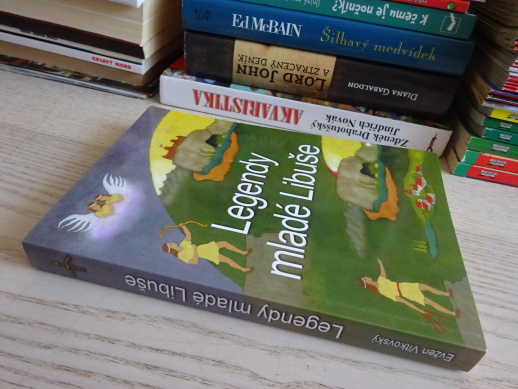 K čemu je nočník?
Ed McBAIN
Šilhavý medvídek
LORD JOHN
A ZTRACENÝ DENÍK
DIANA GABALDON
AKVARISTIKA
Zdeněk Drahotušský
Jindřich Novák
Legendy
mladé Libuše
Legendy mladé Libuše
Evžen Vítkovský